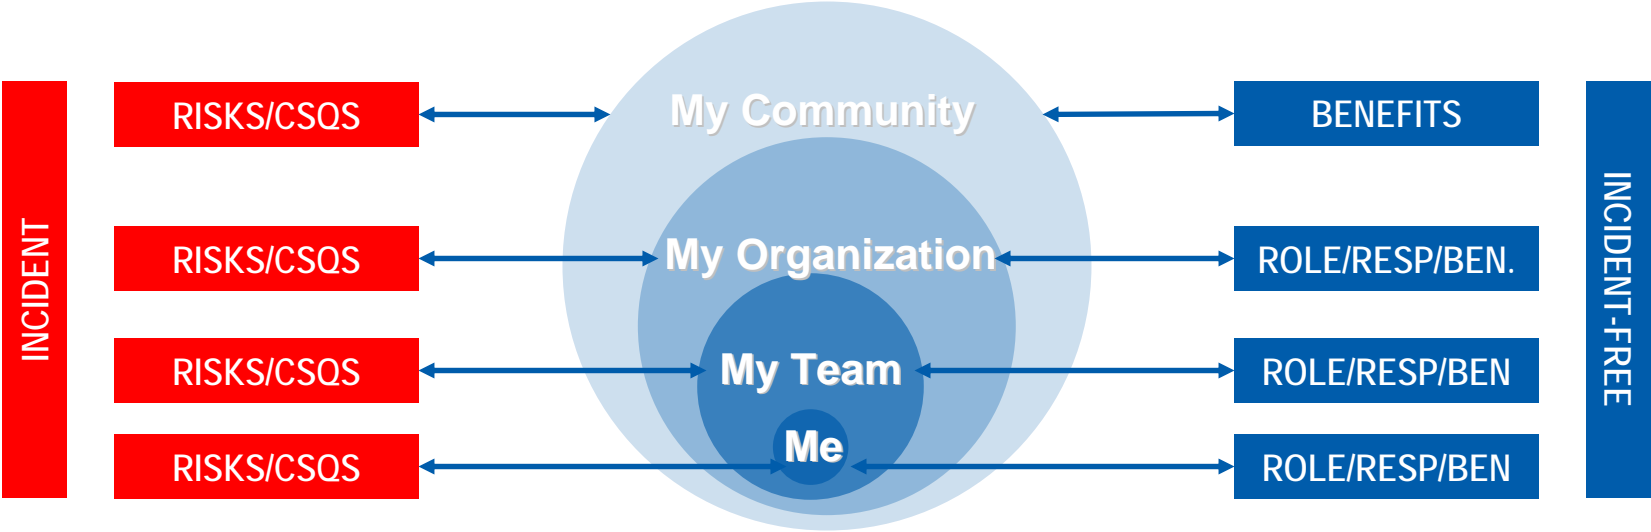 INCIDENT
RISKS/CSQS
My Community
BENEFITS
RISKS/CSQS
My Organization
ROLE/RESP/BEN.
RISKS/CSQS
My Team
ROLE/RESP/BEN
RISKS/CSQS
Me
ROLE/RESP/BEN
INCIDENT-FREE